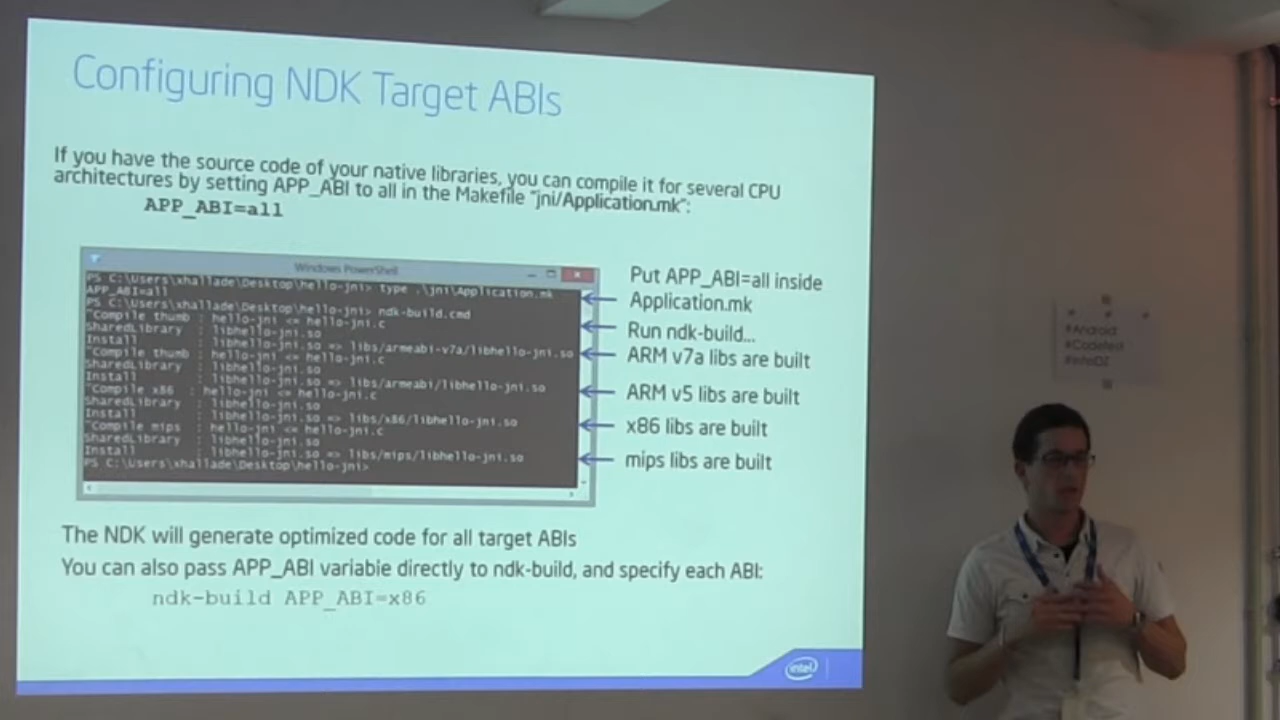 Configuring NDK Target ABIs
If you have the source code of your native libraries, you can compile it for several CPU
architectures by setting APP_ABI to all in the Makefile "jni/Application.mk":
APP_ABI=all
Windows PowerShell
PS C:\Users\xhallade\Desktop\hello-jni> type .\jni\Application.mk
APP_ABI=all
PS C:\Users\xhallade\Desktop\hello-jni> ndk-build.cmd
"Compile thumb : hello-jni <= hello-jni.c
SharedLibrary : libhello-jni.so
Install : libhello-jni.so => libs/armeabi-v7a/libhello-jni.so
"Compile thumb : hello-jni <= hello-jni.c
SharedLibrary : libhello-jni.so
Install : libhello-jni.so => libs/armeabi/libhello-jni.so
"Compile x86 : hello-jni <= hello-jni.c
SharedLibrary : libhello-jni.so
Install : libhello-jni.so => libs/x86/libhello-jni.so
"Compile mips : hello-jni <= hello-jni.c
SharedLibrary : libhello-jni.so
Install : libhello-jni.so => libs/mips/libhello-jni.so
PS C:\Users\xhallade\Desktop\hello-jni>
Put APP_ABI=all inside
Application.mk
Run ndk-build...
ARM v7a libs are built
ARM v5 libs are built
x86 libs are built
mips libs are built
The NDK will generate optimized code for all target ABIs
You can also pass APP_ABI variable directly to ndk-build, and specify each ABI:
ndk-build APP_ABI=x86
intel
#Android